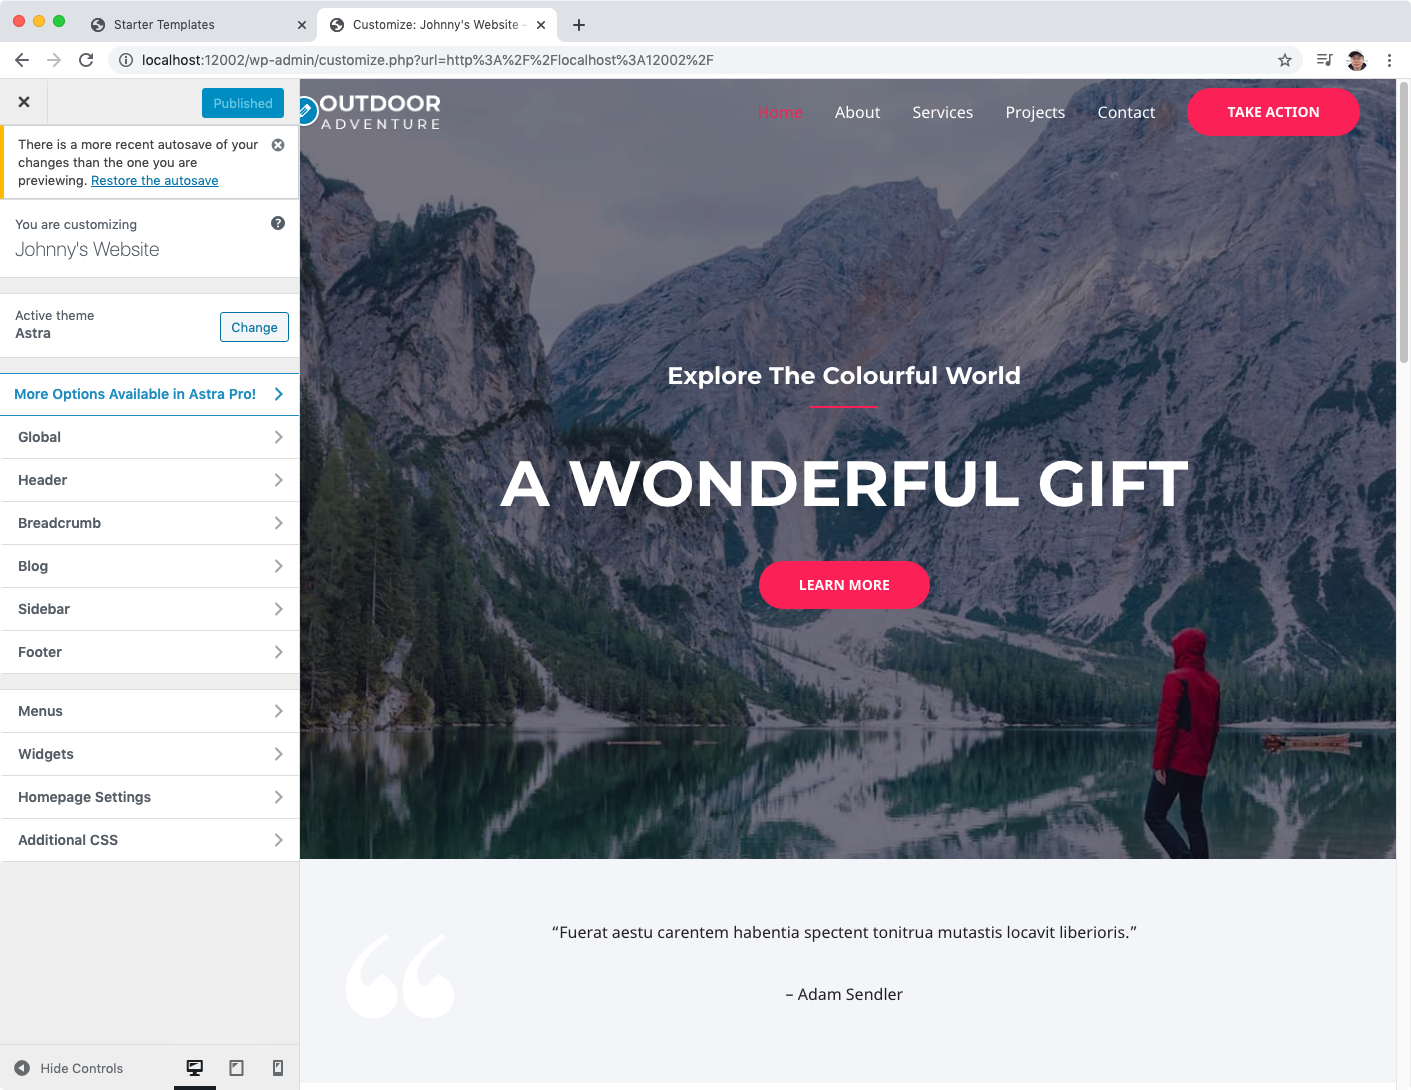 Starter Templates
Customize: Johnny's Website -
localhost:12002/wp-admin/customize.php?url=http%3A%2F%2Flocalhost%3A12002%2F
Published
There is a more recent autosave of your
changes than the one you are
previewing. Restore the autosave
You are customizing
Johnny's Website
Active theme
Astra
Change
More Options Available in Astra Pro!
Global
Header
Breadcrumb
Blog
Sidebar
Footer
Menus
Widgets
Homepage Settings
Additional CSS
Hide Controls
OUTDOOR
ADVENTURE
Home About Services Projects Contact TAKE ACTION
Explore The Colourful World
A WONDERFUL GIFT
LEARN MORE
“Fuerat aestu carentem habentia spectent tonitrua mutastis locavit liberioris.”
– Adam Sendler